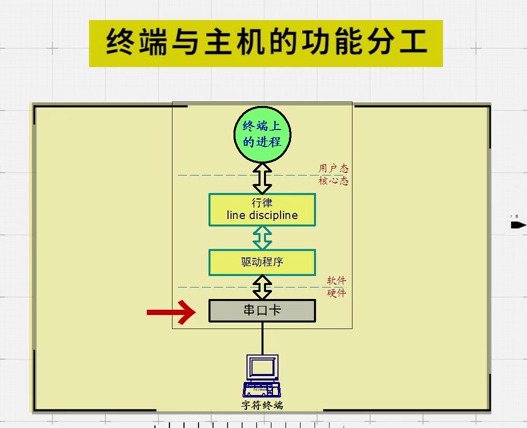 终端与主机的功能分工
终端上
的进程
用户态
核心态
行律
line discipline
驱动程序
软件
硬件
串口卡
字符终端